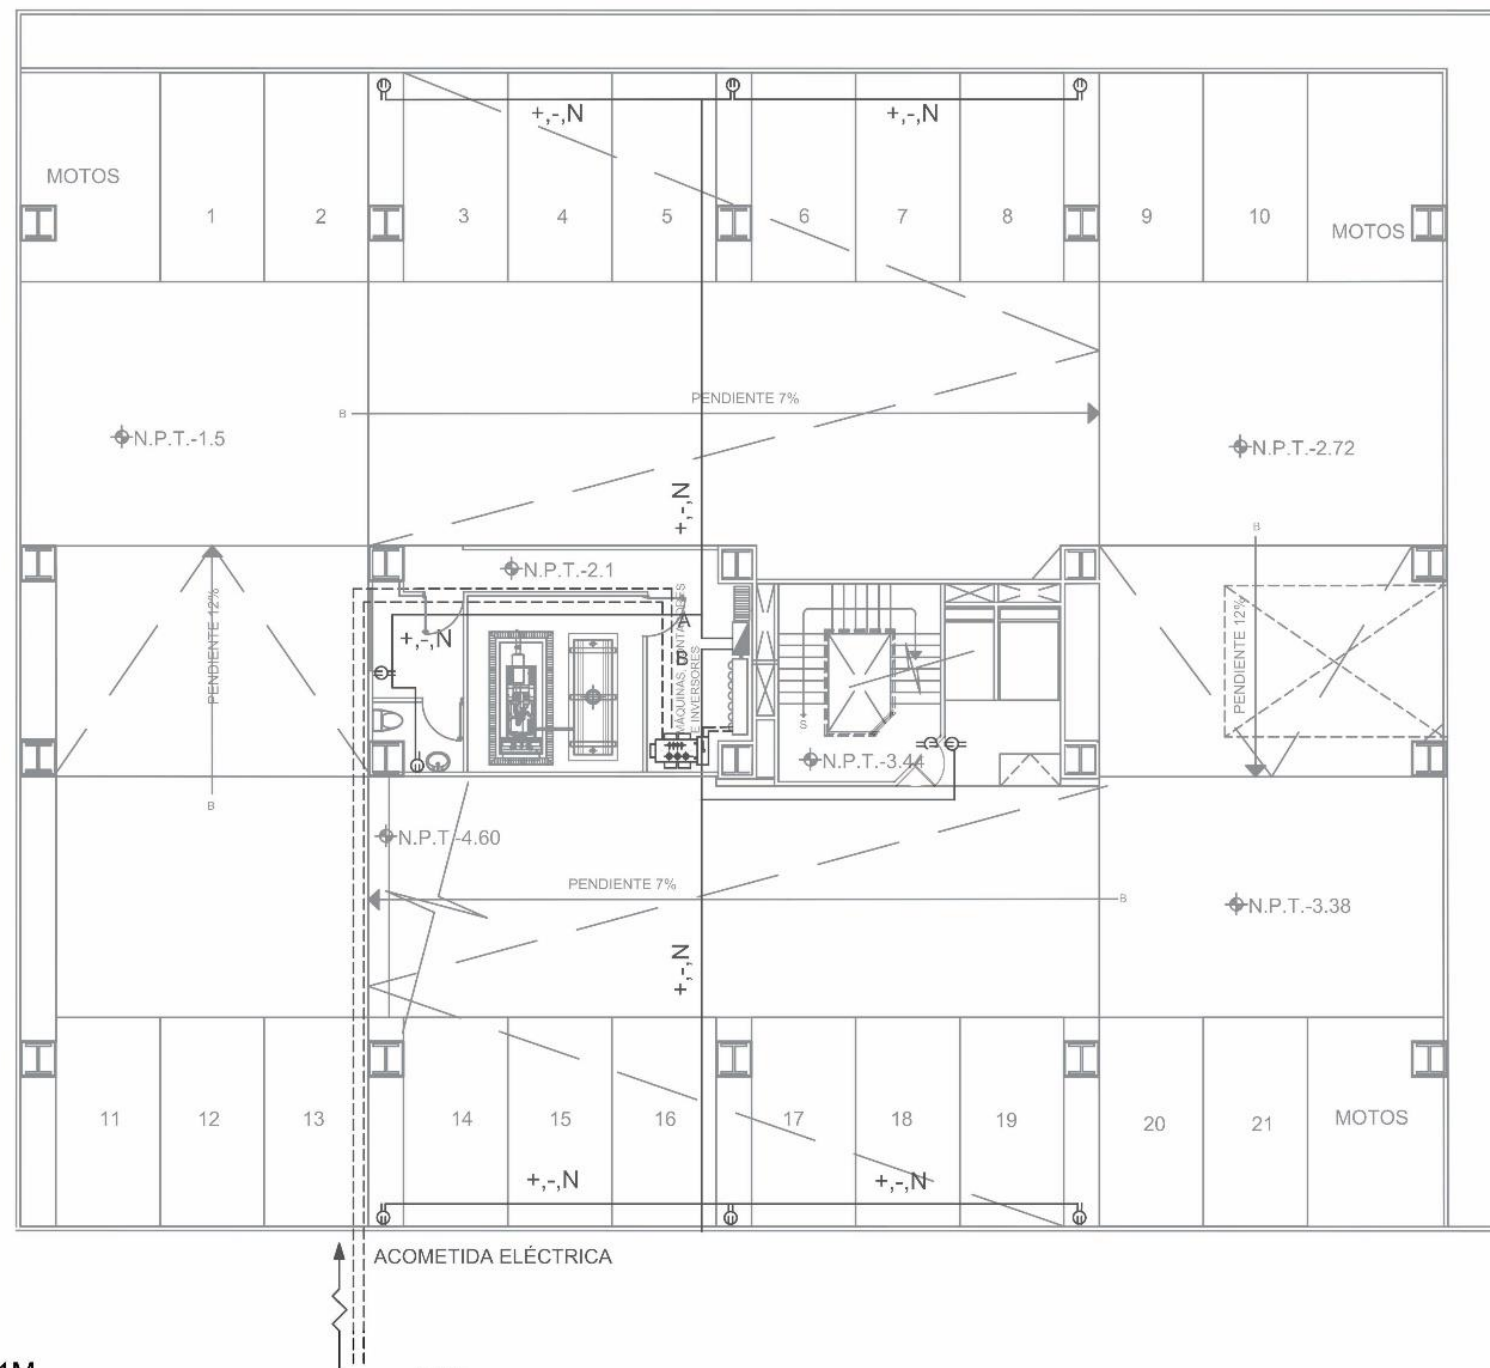 +,-,N
+,-,N
MOTOS
1
2
3
4
5
6
7
8
9
10
MOTOS
PENDIENTE 7%
B
N.P.T.-1.5
N.P.T.-2.72
+,-,N
B
N.P.T.-2.1
PENDIENTE 12%
+,-,N
A
B
MÁQUINAS, CONTADORES
E INVERSORES
PENDIENTE 12%
S
N.P.T.-3.44
B
N.P.T.-4.60
PENDIENTE 7%
B
N.P.T.-3.38
+,-,N
11
12
13
14
15
16
17
18
19
20
21
MOTOS
+,-,N
+,-,N
ACOMETIDA ELÉCTRICA